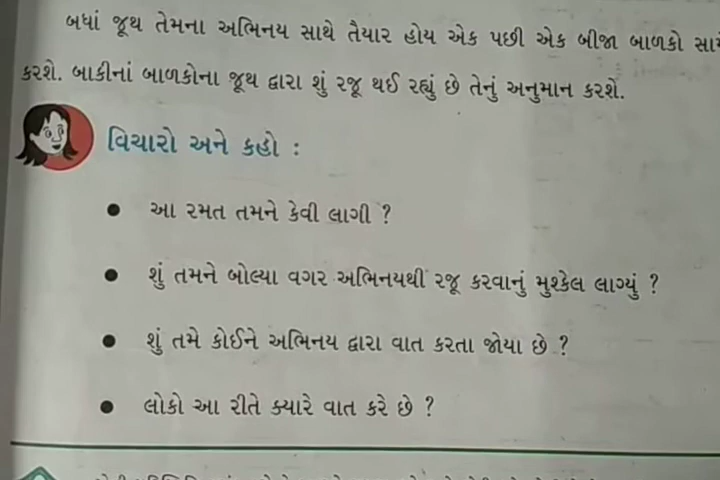 બધાં જૂથ તેમના અભિનય સાથે તૈયાર હોય એક પછી એક બીજા બાળકો
કરશે. બાકીનાં બાળકોના જૂથ દ્વારા શું રજૂ થઈ રહ્યું છે તેનું અનુમાન કરશે.
વિચારો અને કહો :
● આ રમત તમને કેવી લાગી ?
● શું તમને બોલ્યા વગર અભિનયથી રજૂ કરવાનું મુશ્કેલ લાગ્યું ?
● શું તમે કોઈને અભિનય દ્વારા વાત કરતા જોયા છે ?
● લોકો આ રીતે ક્યારે વાત કરે છે ?